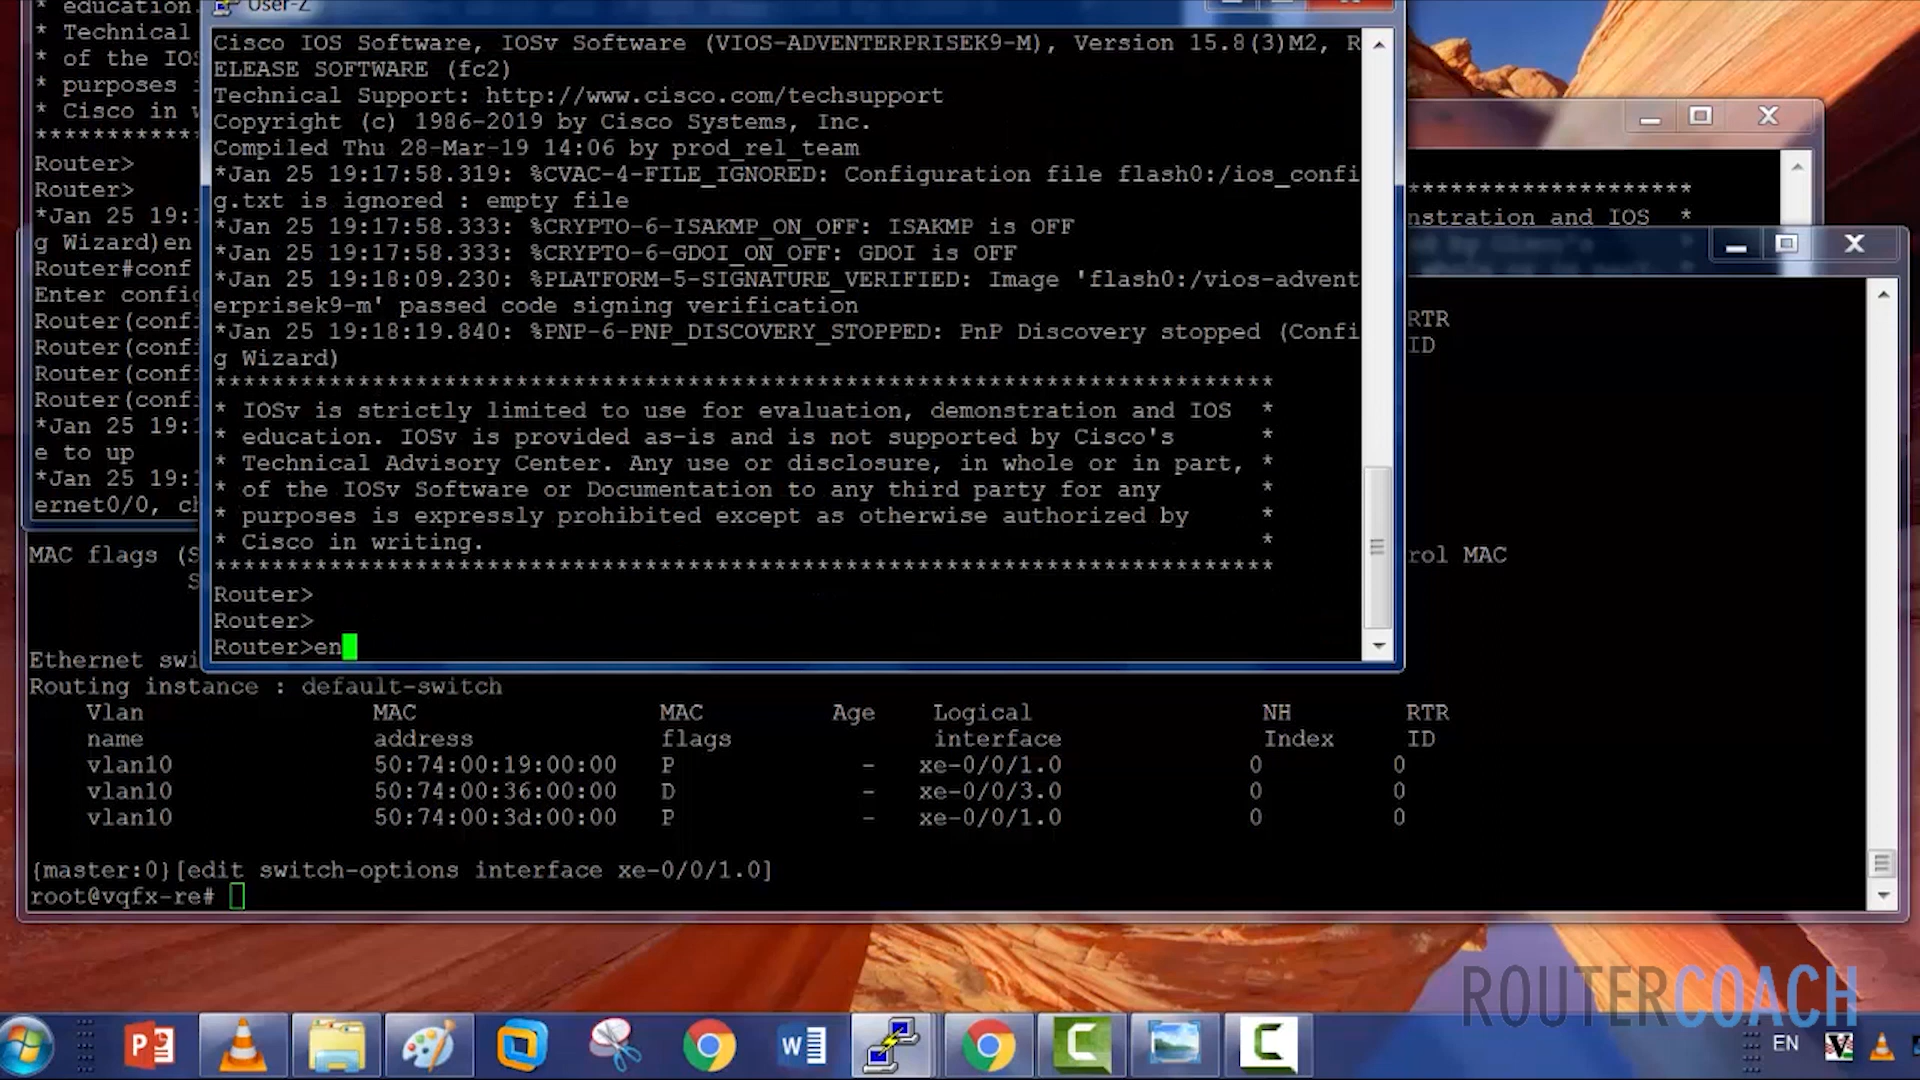 User-Z
Cisco IOS Software, IOSv Software (VIOS-ADVENTERPRISEK9-M), Version 15.8(3)M2, R
ELEASE SOFTWARE (fc2)
Technical Support: http://www.cisco.com/techsupport
Copyright (c) 1986-2019 by Cisco Systems, Inc.
Compiled Thu 28-Mar-19 14:06 by prod_rel_team
*Jan 25 19:17:58.319: %CVAC-4-FILE_IGNORED: Configuration file flash0:/ios_confi
g.txt is ignored : empty file
*Jan 25 19:17:58.333: %CRYPTO-6-ISAKMP_ON_OFF: ISAKMP is OFF
*Jan 25 19:17:58.333: %CRYPTO-6-GDOI_ON_OFF: GDOI is OFF
*Jan 25 19:18:09.230: %PLATFORM-5-SIGNATURE_VERIFIED: Image 'flash0:/vios-advent
erprisek9-m' passed code signing verification
*Jan 25 19:18:19.840: %PNP-6-PNP_DISCOVERY_STOPPED: PnP Discovery stopped (Confi
g Wizard)
**************************************************************************
* IOSv is strictly limited to use for evaluation, demonstration and IOS *
* education. IOSv is provided as-is and is not supported by Cisco's *
* Technical Advisory Center. Any use or disclosure, in whole or in part, *
* of the IOSv Software or Documentation to any third party for any *
* purposes is expressly prohibited except as otherwise authorized by *
* Cisco in writing. *
**************************************************************************
Router>
Router>
Router>en
* education.
* Technical
* of the IOS
* purposes
* Cisco in
************
Router>
Router>
*Jan 25 19:1
g Wizard)en
Router#conf
Enter config
Router(conf
Router(conf
Router(conf
Router(conf
*Jan 25 19:1
e to up
*Jan 25 19:1
ernet0/0, ch
********************
nstration and IOS *
RTR
ID
MAC flags (S
rol MAC
S
Ethernet swi
Routing instance : default-switch
Vlan MAC MAC Age Logical NH RTR
name address flags interface Index ID
vlan10 50:74:00:19:00:00 P - xe-0/0/1.0 0 0
vlan10 50:74:00:36:00:00 D - xe-0/0/3.0 0 0
vlan10 50:74:00:3d:00:00 P - xe-0/0/1.0 0 0
{master:0}[edit switch-options interface xe-0/0/1.0]
root@vqfx-re#
ROUTERCOACH
EN